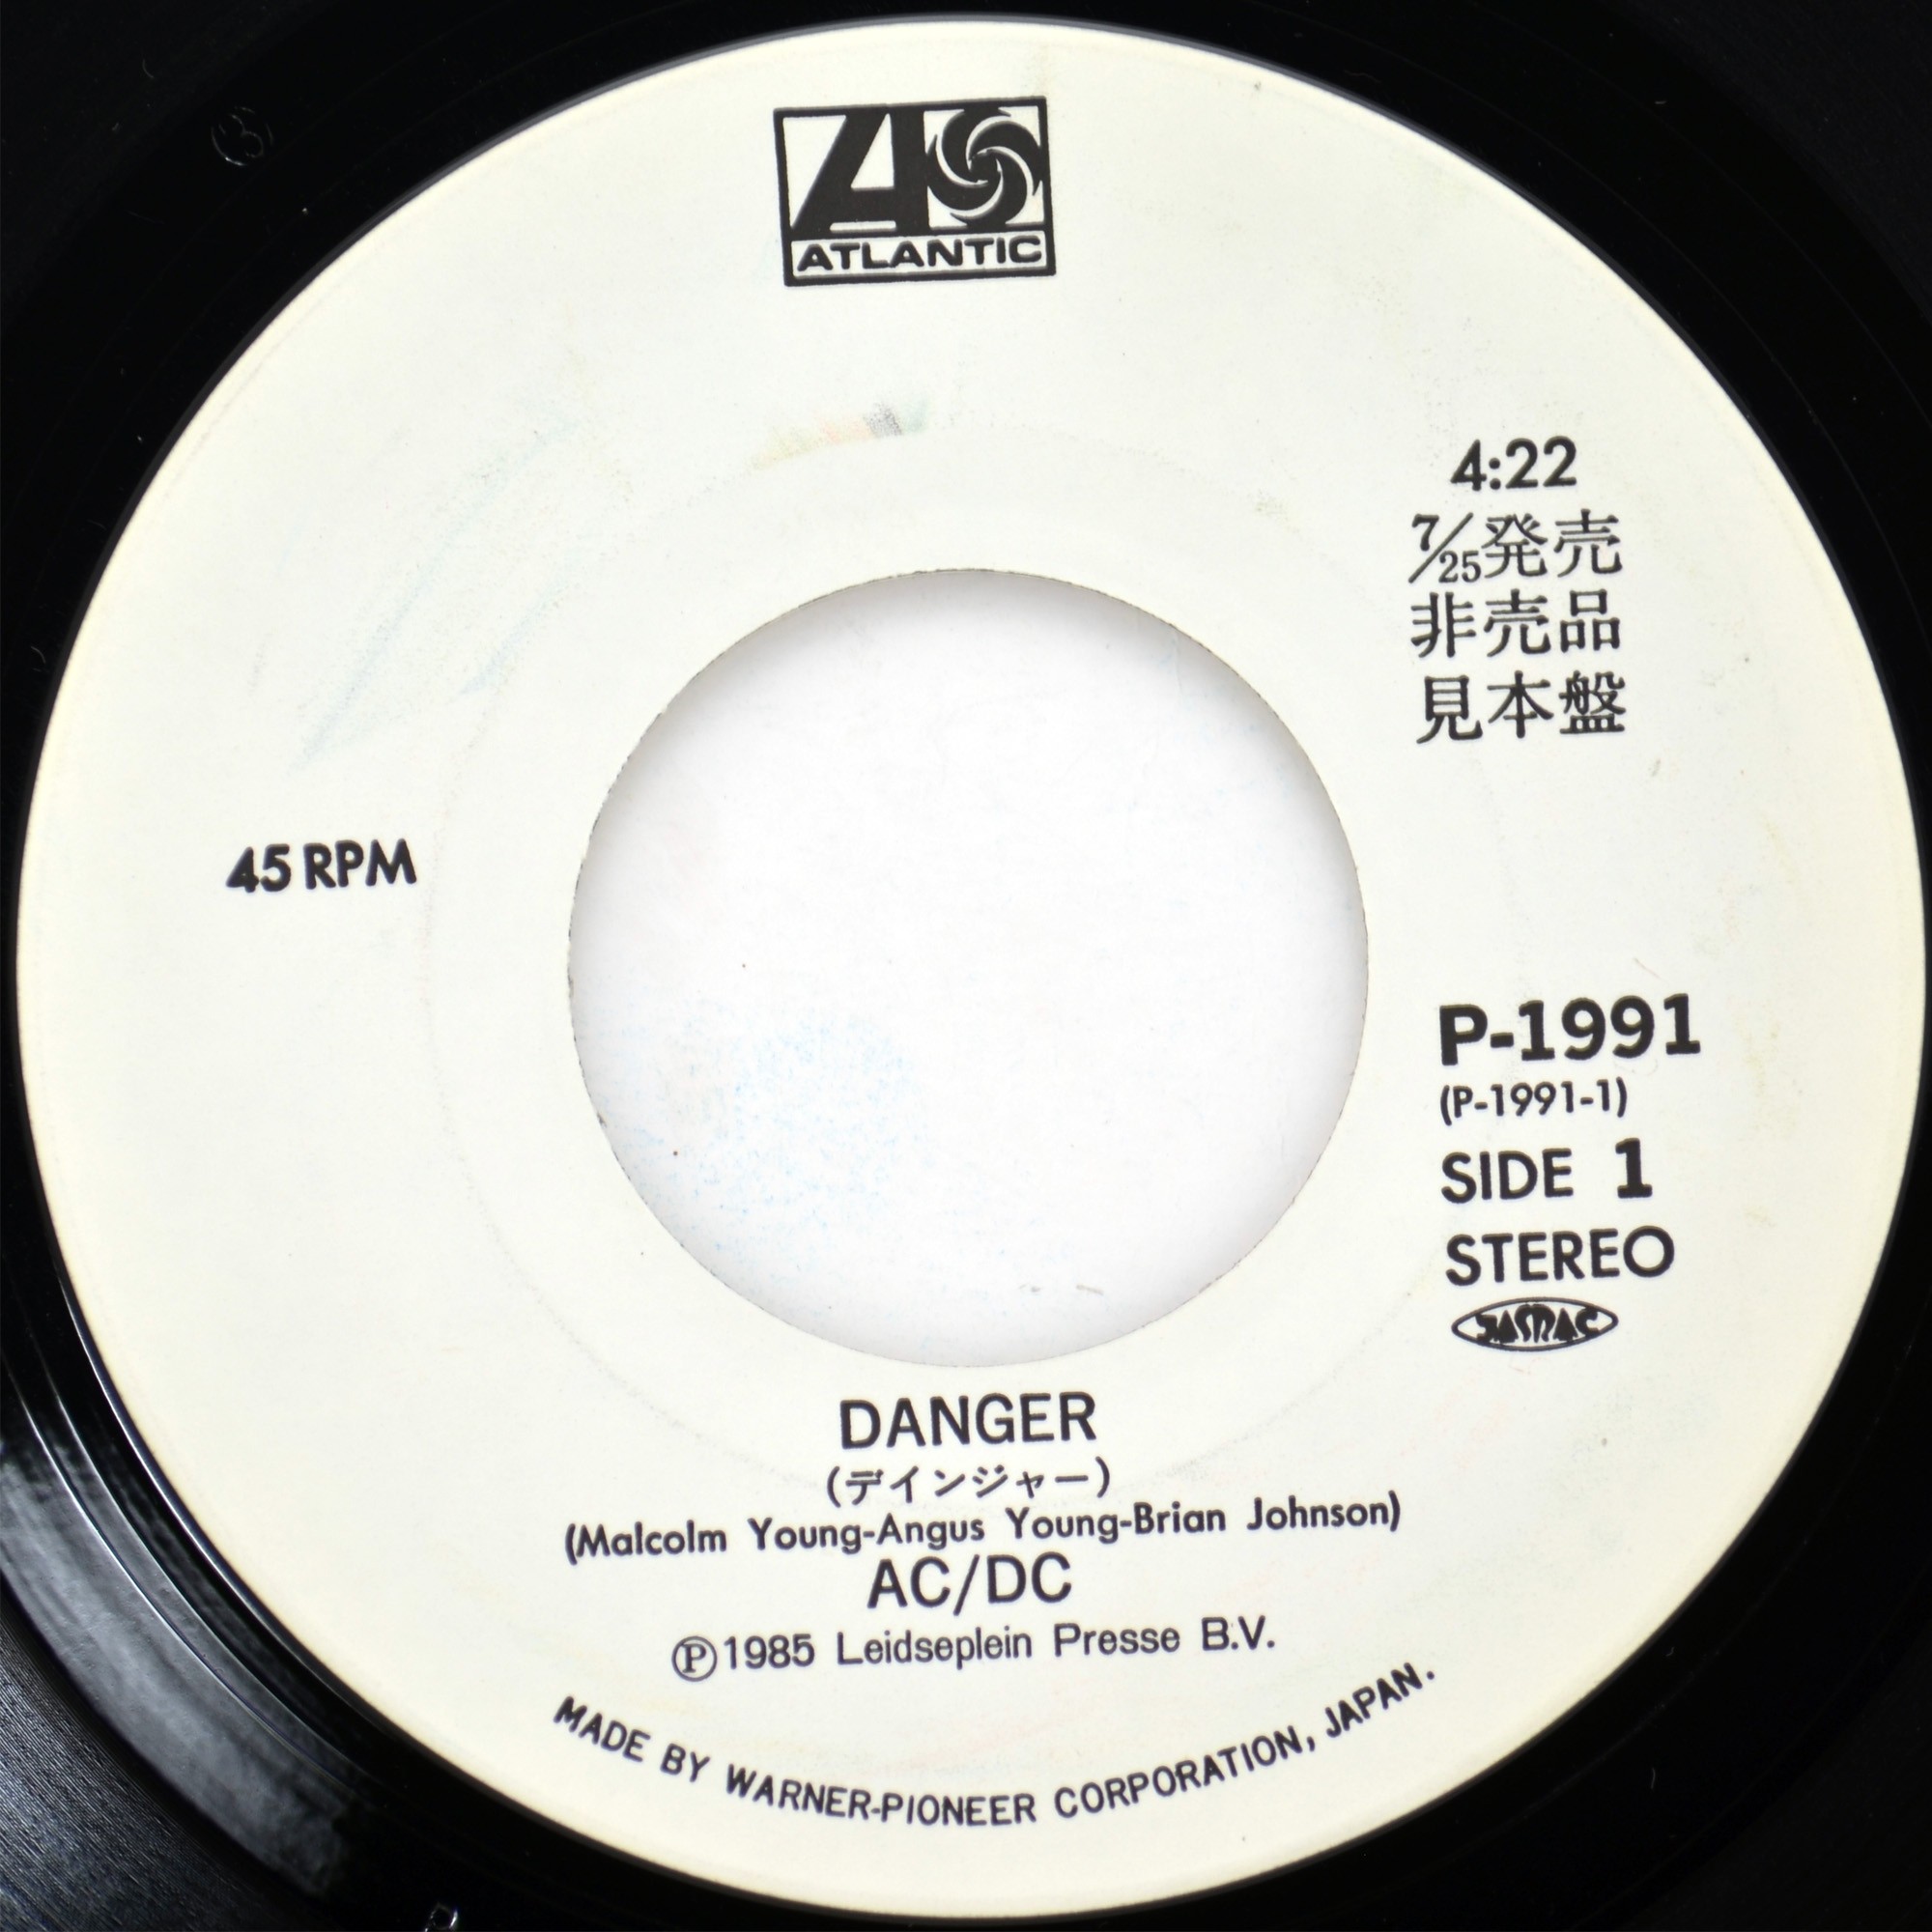 ATLANTIC
4:22
7/25発売
非売品
見本盤
45 RPM
P-1991
(P-1991-1)
SIDE 1
STEREO
JASRAC
DANGER
(デインジャー)
(Malcolm Young-Angus Young-Brian Johnson)
AC/DC
Ⓟ1985 Leidseplein Presse B.V.
MADE BY WARNER-PIONEER CORPORATION, JAPAN.